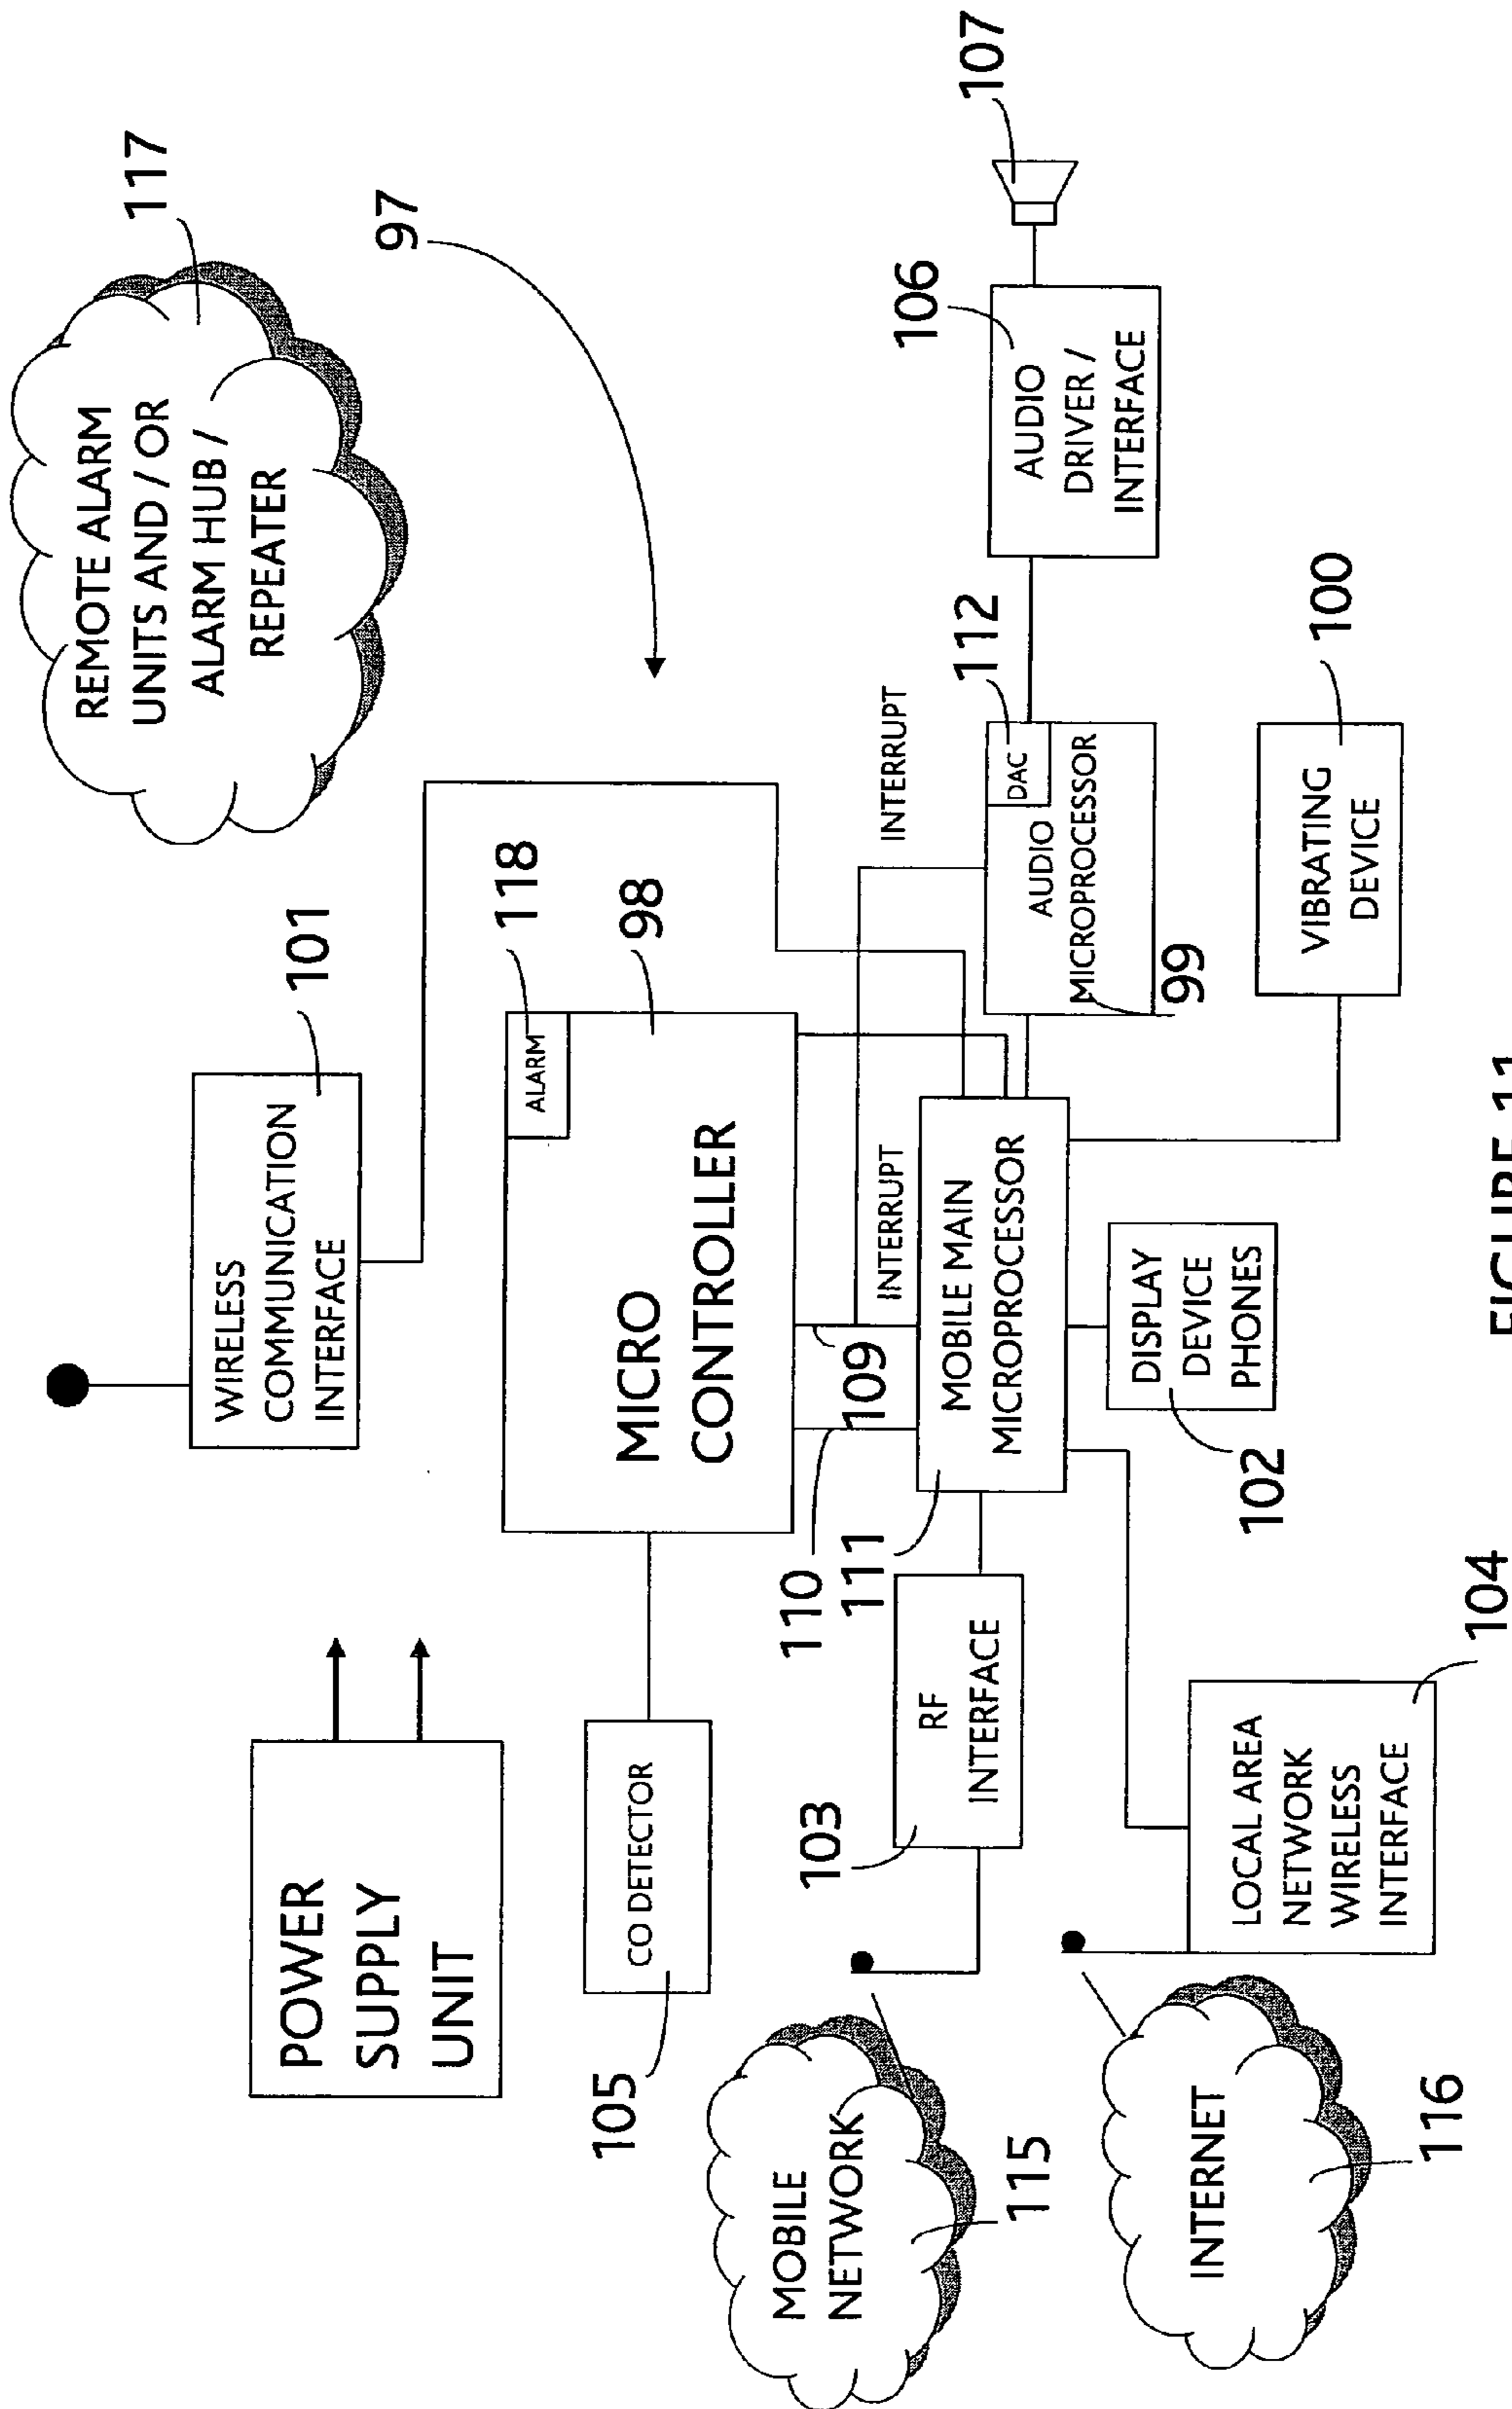 REMOTE ALARM
UNITS AND / OR
ALARM HUB /
REPEATER
117
97
WIRELESS
COMMUNICATION
INTERFACE
101
POWER
SUPPLY
UNIT
ALARM
118
MICRO
CONTROLLER
98
CO DETECTOR
105
110
109
INTERRUPT
INTERRUPT
111
MOBILE MAIN
MICROPROCESSOR
RF
INTERFACE
103
MOBILE
NETWORK
115
DAC
112
AUDIO
MICROPROCESSOR
99
AUDIO
DRIVER /
INTERFACE
106
107
DISPLAY
DEVICE
PHONES
102
VIBRATING
DEVICE
100
LOCAL AREA
NETWORK
WIRELESS
INTERFACE
104
INTERNET
116
FIGURE 11